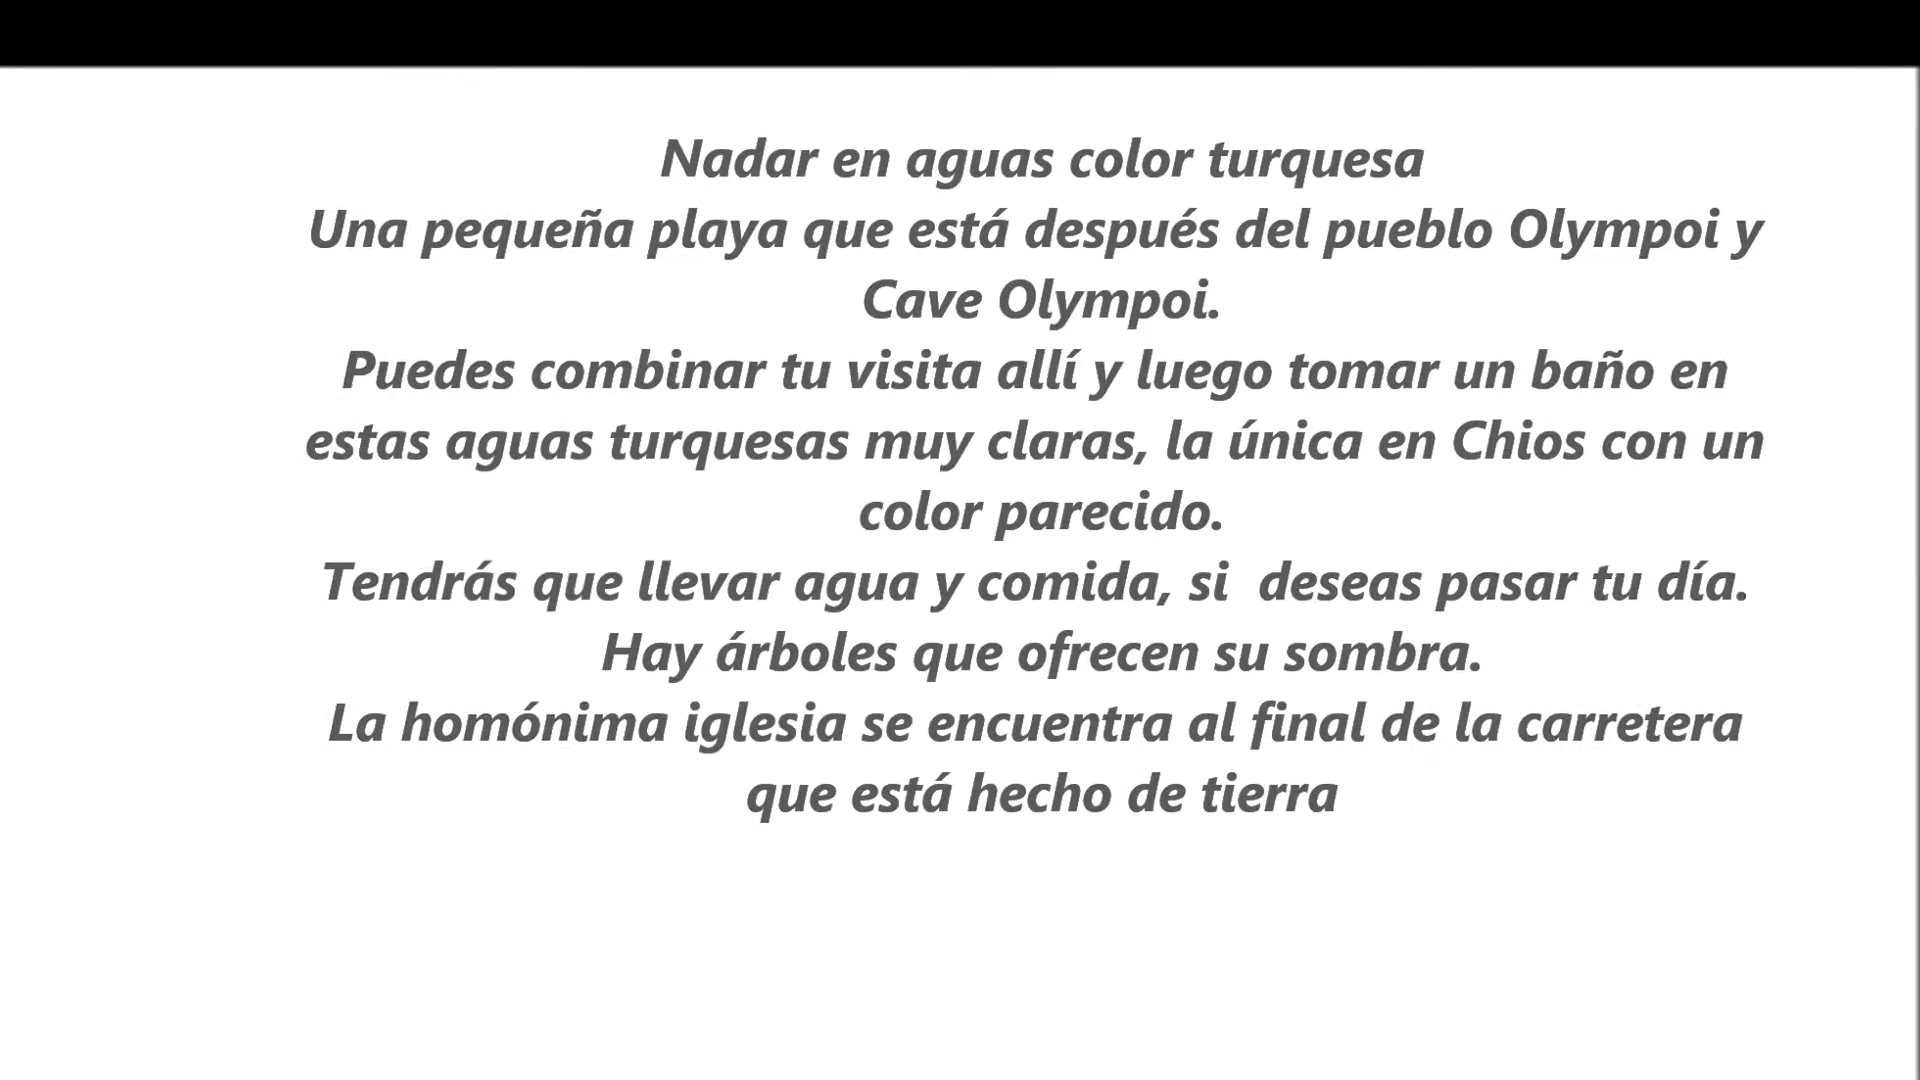 Nadar en aguas color turquesa
Una pequeña playa que está después del pueblo Olympoi y
Cave Olympoi.
Puedes combinar tu visita allí y luego tomar un baño en
estas aguas turquesas muy claras, la única en Chios con un
color parecido.
Tendrás que llevar agua y comida, si  deseas pasar tu día.
Hay árboles que ofrecen su sombra.
La homónima iglesia se encuentra al final de la carretera
que está hecho de tierra